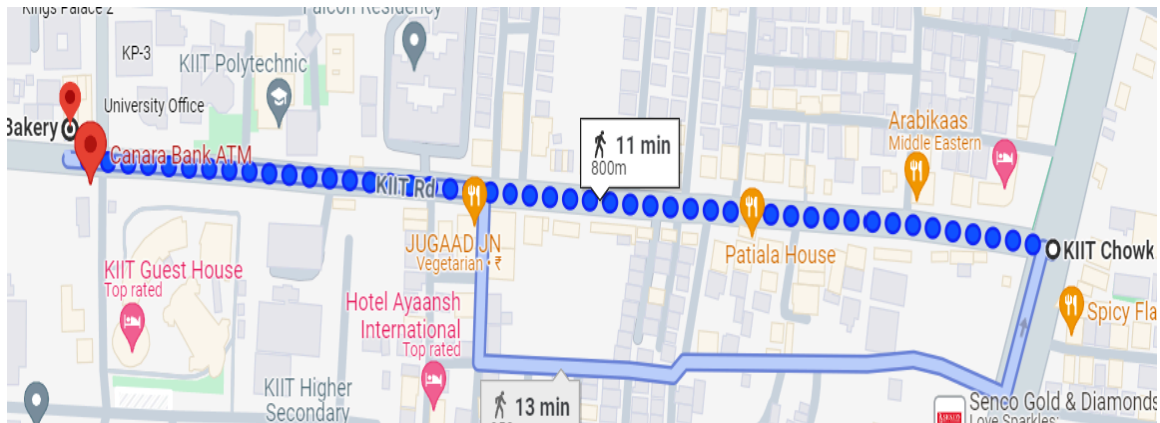 Kings Palace 2
Falcon Residency
KP-3
KIIT Polytechnic
University Office
Bakery
Canara Bank ATM
KIIT Rd
11 min
800m
Arabikaas
Middle Eastern
JUGAAD JN
Vegetarian • ₹
Patiala House
KIIT Chowk
KIIT Guest House
Top rated
Hotel Ayaansh
International
Top rated
Spicy Fla
KIIT Higher
Secondary
13 min
Senco Gold & Diamonds
Love Sparkles: